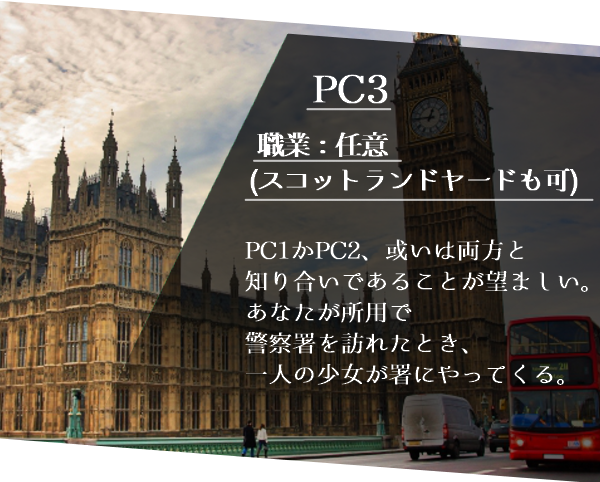 PC3
職業：任意
(スコットランドヤードも可)
PC1かPC2、或いは両方と
知り合いであることが望ましい。
あなたが所用で
警察署を訪れたとき、
一人の少女が署にやってくる。